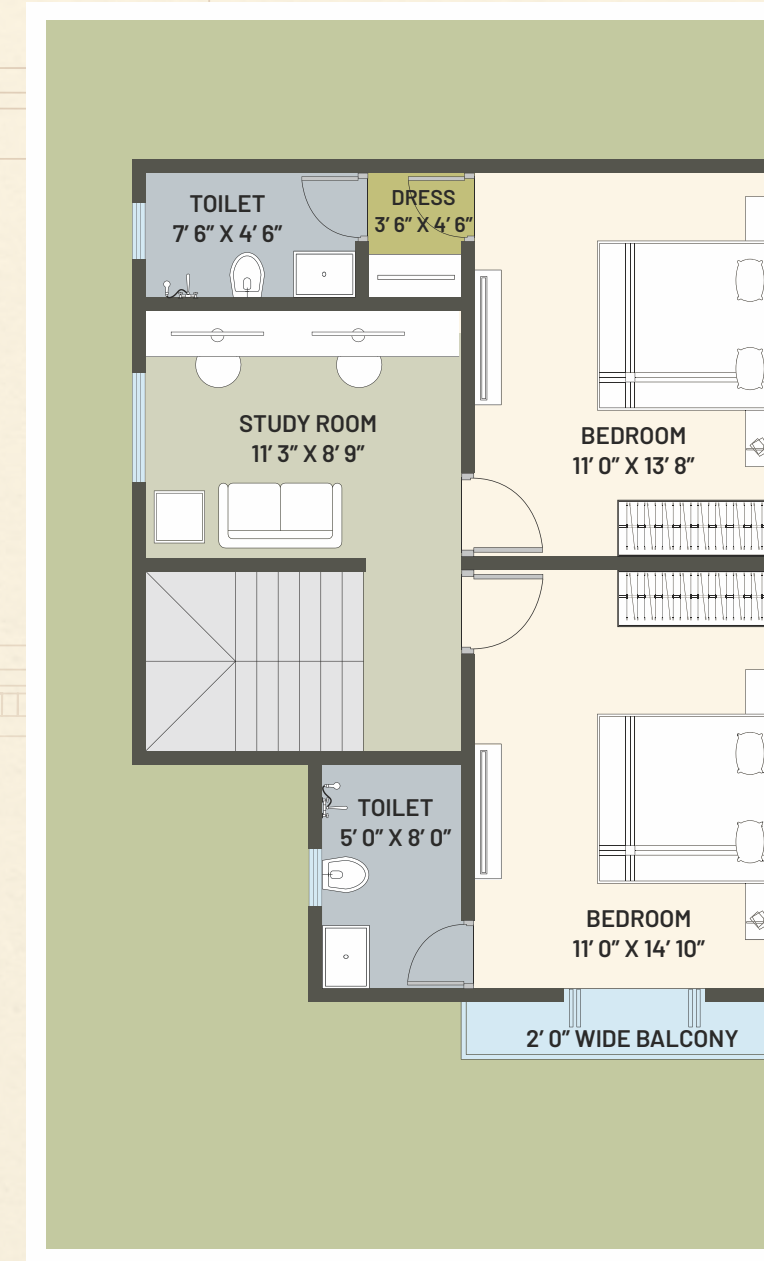 TOILET
7′ 6″ X 4′ 6″
DRESS
3′ 6″ X 4′ 6″
STUDY ROOM
11′ 3″ X 8′ 9″
BEDROOM
11′ 0″ X 13′ 8″
TOILET
5′ 0″ X 8′ 0″
BEDROOM
11′ 0″ X 14′ 10″
2′ 0″ WIDE BALCONY